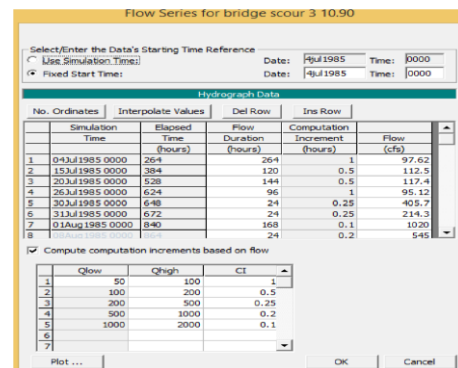 Flow Series for bridge scour 3 10.90
Select/Enter the Data's Starting Time Reference
Use Simulation Time: Date: 4jul1985 Time: 0000
Fixed Start Time: Date: 4jul1985 Time: 0000
Hydrograph Data
No. Ordinates Interpolate Values Del Row Ins Row
Simulation Elapsed Flow Computation
Time Time Duration Increment Flow
(hours) (hours) (hours) (cfs)
1 04Jul1985 0000 264 264 1 97.62
2 15Jul1985 0000 384 120 0.5 112.5
3 20Jul1985 0000 528 144 0.5 117.4
4 26Jul1985 0000 624 96 1 95.12
5 30Jul1985 0000 648 24 0.25 405.7
6 31Jul1985 0000 672 24 0.25 214.3
7 01Aug1985 0000 840 168 0.1 1020
8 08Aug1985 0000 864 24 0.2 545
Compute computation increments based on flow
Qlow Qhigh CI
1 50 100 1
2 100 200 0.5
3 200 500 0.25
4 500 1000 0.2
5 1000 2000 0.1
6
7
Plot ... OK Cancel